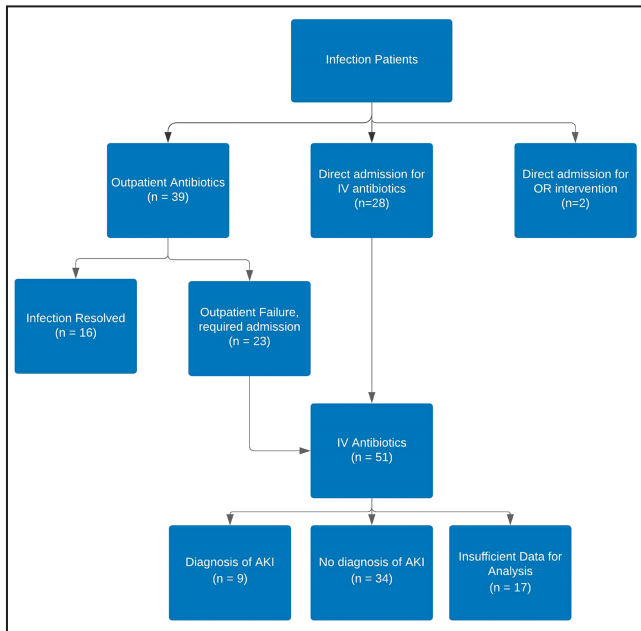 Infection Patients
Outpatient Antibiotics
(n = 39)
Direct admission for
IV antibiotics
(n=28)
Direct admission for
OR intervention
(n=2)
Infection Resolved
(n = 16)
Outpatient Failure,
required admission
(n = 23)
IV Antibiotics
(n = 51)
Diagnosis of AKI
(n = 9)
No diagnosis of AKI
(n = 34)
Insufficient Data for
Analysis
(n = 17)